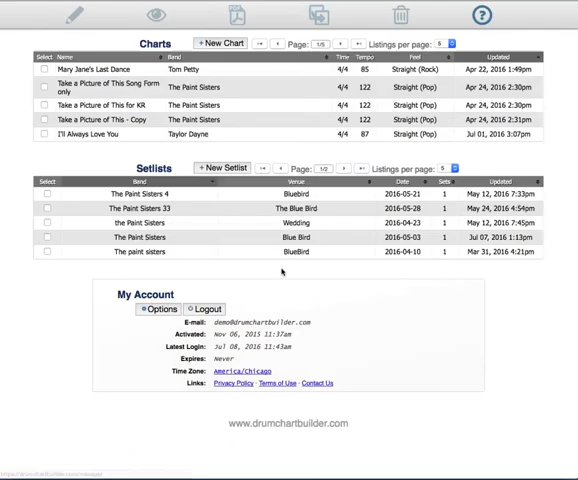 ?
Charts + New Chart Page: 1/5 Listings per page: 5
Select Name Band Time Tempo Feel Updated
Mary Jane's Last Dance Tom Petty 4/4 85 Straight (Rock) Apr 22, 2016 1:49pm
Take a Picture of This Song Form only The Paint Sisters 4/4 122 Straight (Pop) Apr 24, 2016 2:30pm
Take a Picture of This for KR The Paint Sisters 4/4 122 Straight (Pop) Apr 24, 2016 2:30pm
Take a Picture of This - Copy The Paint Sisters 4/4 122 Straight (Pop) Apr 24, 2016 2:31pm
I'll Always Love You Taylor Dayne 4/4 87 Straight (Pop) Jul 01, 2016 3:07pm
Setlists + New Setlist Page: 1/2 Listings per page: 5
Select Band Venue Date Sets Updated
The Paint Sisters 4 Bluebird 2016-05-21 1 May 12, 2016 7:33pm
The Paint Sisters 33 The Blue Bird 2016-05-28 1 May 24, 2016 4:54pm
the Paint Sisters Wedding 2016-04-23 1 May 12, 2016 7:45pm
The Paint Sisters Blue Bird 2016-05-03 1 Jul 07, 2016 1:13pm
The Paint sisters BlueBird 2016-04-10 1 Mar 31, 2016 4:21pm
My Account
Options Logout
E-mail: demo@drumchartbuilder.com
Activated: Nov 06, 2015 11:37am
Latest Login: Jul 08, 2016 11:43am
Expires: Never
Time Zone: America/Chicago
Links: Privacy Policy - Terms of Use - Contact Us
www.drumchartbuilder.com